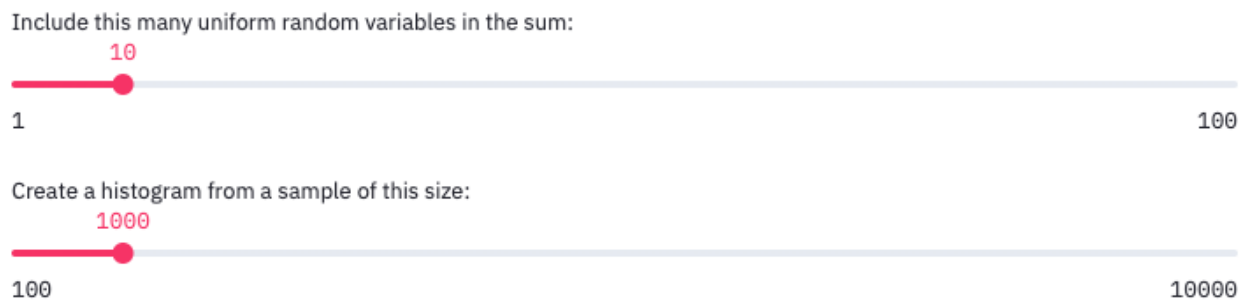 Include this many uniform random variables in the sum:
10
1 100
Create a histogram from a sample of this size:
1000
100 10000